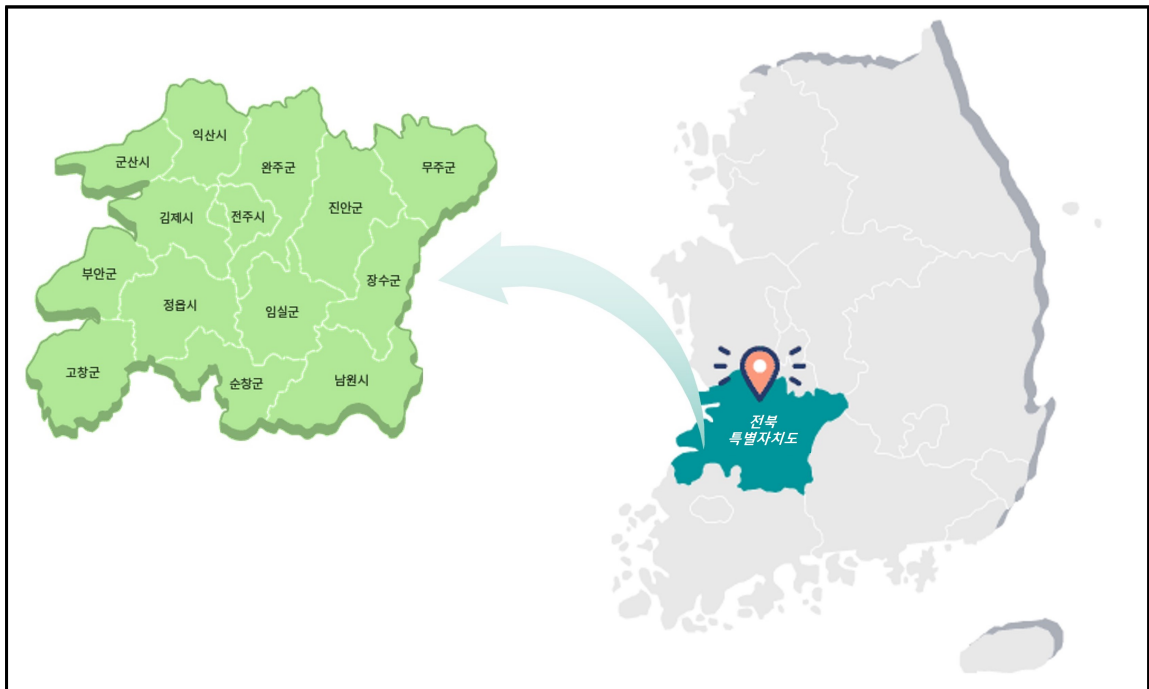 익산시
군산시
완주군
무주군
김제시
전주시
진안군
부안군
정읍시
임실군
장수군
고창군
순창군
남원시
전북
특별자치도